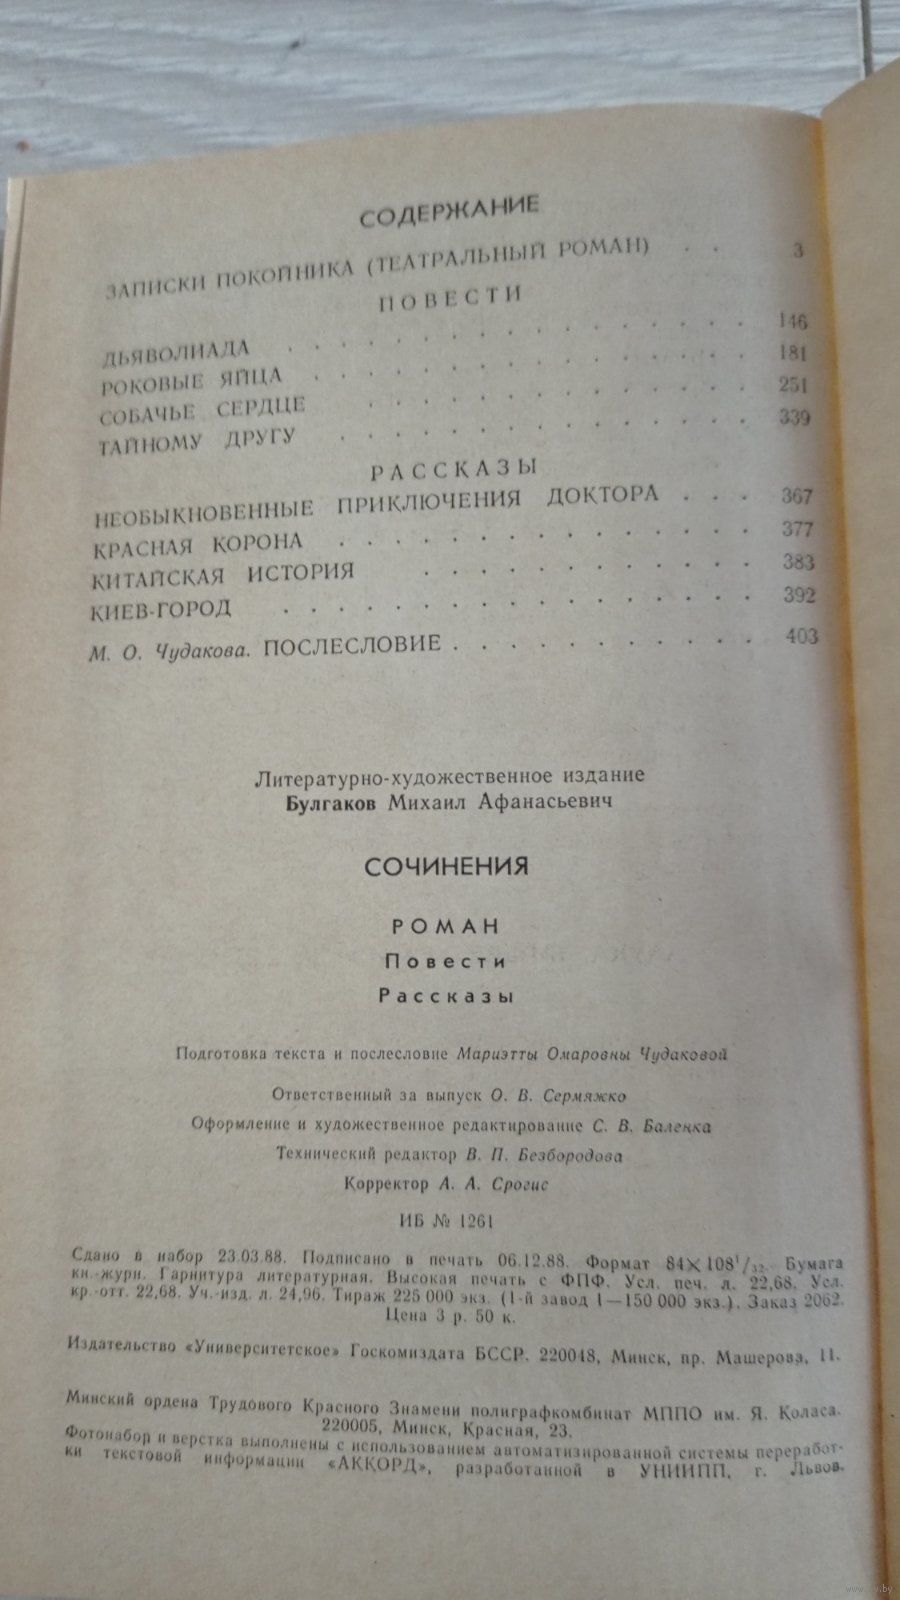 СОДЕРЖАНИЕ
ЗАПИСКИ ПОКОЙНИКА (ТЕАТРАЛЬНЫЙ РОМАН) . . 3
ПОВЕСТИ
ДЬЯВОЛИАДА . . . . . . . . . . . . . . . . . 146
РОКОВЫЕ ЯЙЦА . . . . . . . . . . . . . . . . 181
СОБАЧЬЕ СЕРДЦЕ . . . . . . . . . . . . . . 251
ТАЙНОМУ ДРУГУ . . . . . . . . . . . . . . . 339
РАССКАЗЫ
НЕОБЫКНОВЕННЫЕ ПРИКЛЮЧЕНИЯ ДОКТОРА . . . 367
КРАСНАЯ КОРОНА . . . . . . . . . . . . . . . 377
КИТАЙСКАЯ ИСТОРИЯ . . . . . . . . . . . . 383
КИЕВ-ГОРОД . . . . . . . . . . . . . . . . . 392
М. О. Чудакова. ПОСЛЕСЛОВИЕ . . . . . . . . . . . 403
Литературно-художественное издание
Булгаков Михаил Афанасьевич
СОЧИНЕНИЯ
РОМАН
Повести
Рассказы
Подготовка текста и послесловие Мариэтты Омаровны Чудаковой
Ответственный за выпуск О. В. Сермяжко
Оформление и художественное редактирование С. В. Баленка
Технический редактор В. П. Безбородова
Корректор А. А. Срогис
ИБ № 1261
Сдано в набор 23.03.88. Подписано в печать 06.12.88. Формат 84×108¹/₃₂. Бумага
кн.-журн. Гарнитура литературная. Высокая печать с ФПФ. Усл. печ. л. 22,68. Усл.
кр.-отт. 22,68. Уч.-изд. л. 24,96. Тираж 225 000 экз. (1-й завод 1—150 000 экз.). Заказ 2062.
Цена 3 р. 50 к.
Издательство «Университетское» Госкомиздата БССР. 220048, Минск, пр. Машерова, 11.
Минский ордена Трудового Красного Знамени полиграфкомбинат МППО им. Я. Коласа.
220005, Минск, Красная, 23.
Фотонабор и верстка выполнены с использованием автоматизированной системы переработ-
ки текстовой информации «АККОРД», разработанной в УНИИПП, г. Львов.